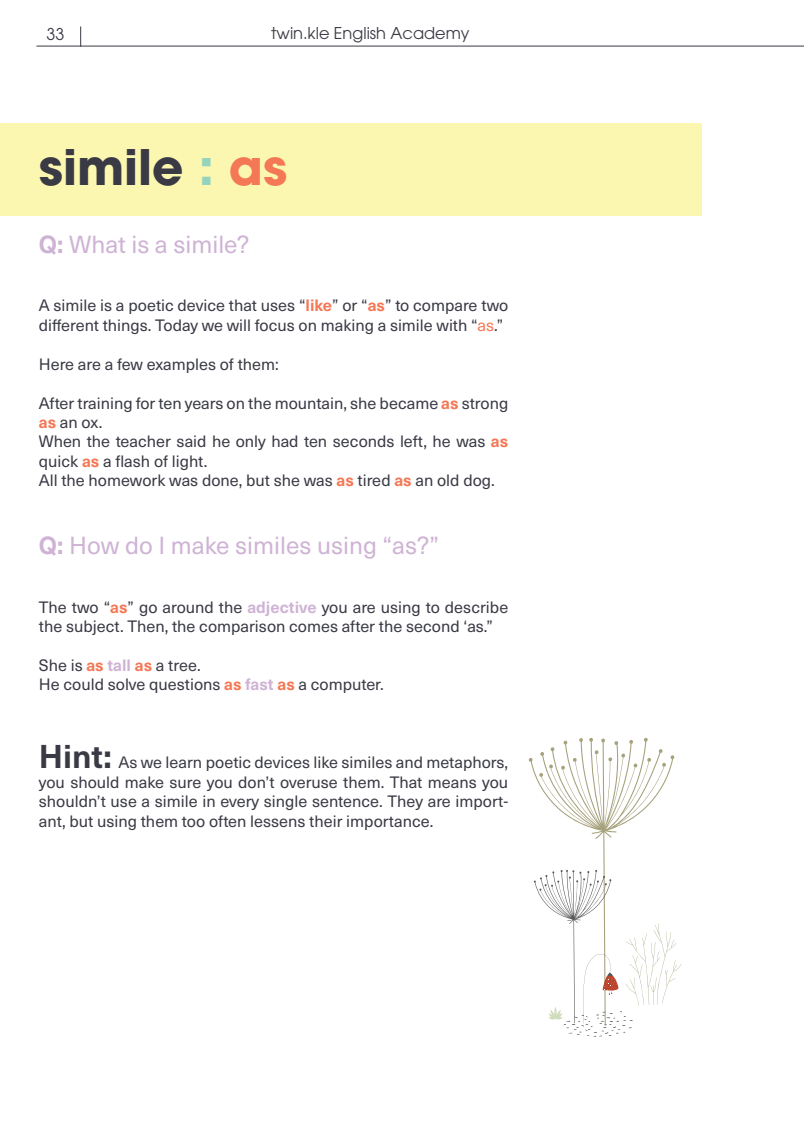 33
twin.kle English Academy
simile : as
Q: What is a simile?
A simile is a poetic device that uses “like” or “as” to compare two
different things. Today we will focus on making a simile with “as.”
Here are a few examples of them:
After training for ten years on the mountain, she became as strong
as an ox.
When the teacher said he only had ten seconds left, he was as
quick as a flash of light.
All the homework was done, but she was as tired as an old dog.
Q: How do I make similes using “as?”
The two “as” go around the adjective you are using to describe
the subject. Then, the comparison comes after the second ‘as.”
She is as tall as a tree.
He could solve questions as fast as a computer.
Hint: As we learn poetic devices like similes and metaphors,
you should make sure you don’t overuse them. That means you
shouldn’t use a simile in every single sentence. They are import-
ant, but using them too often lessens their importance.